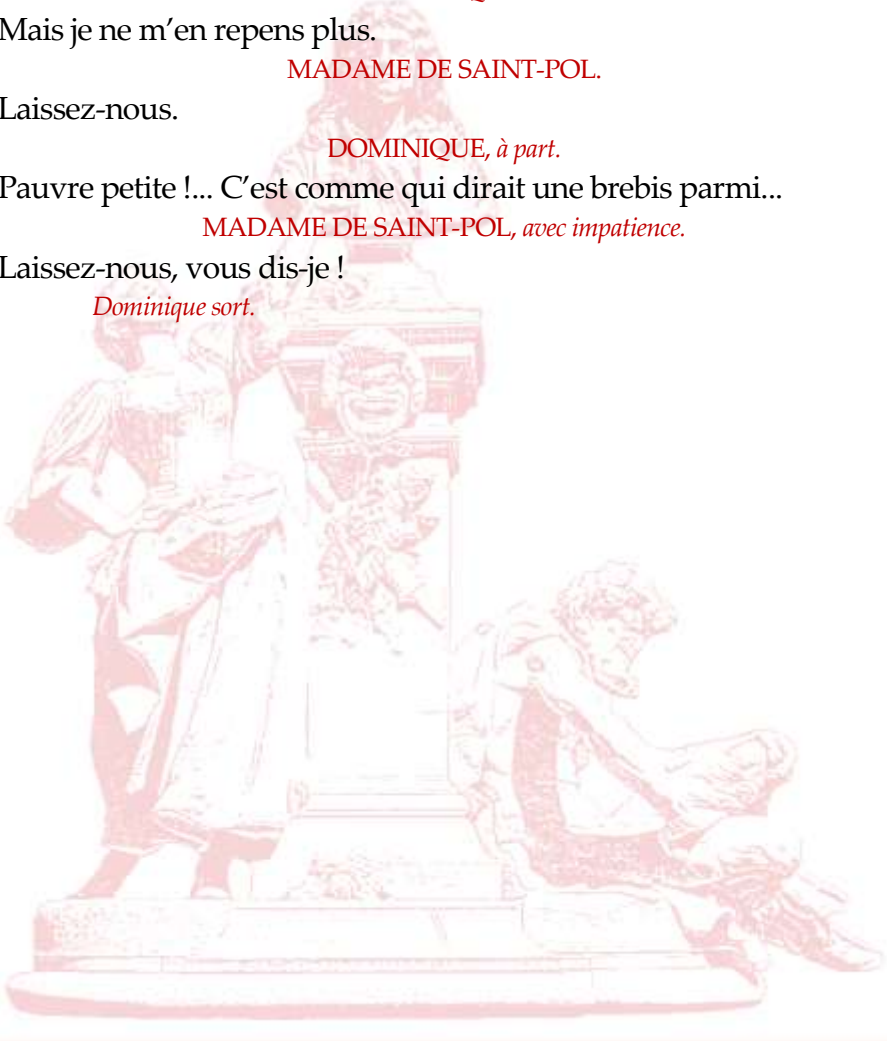 Mais je ne m’en repens plus.
MADAME DE SAINT-POL.
Laissez-nous.
DOMINIQUE, à part.
Pauvre petite !... C’est comme qui dirait une brebis parmi...
MADAME DE SAINT-POL, avec impatience.
Laissez-nous, vous dis-je !
Dominique sort.